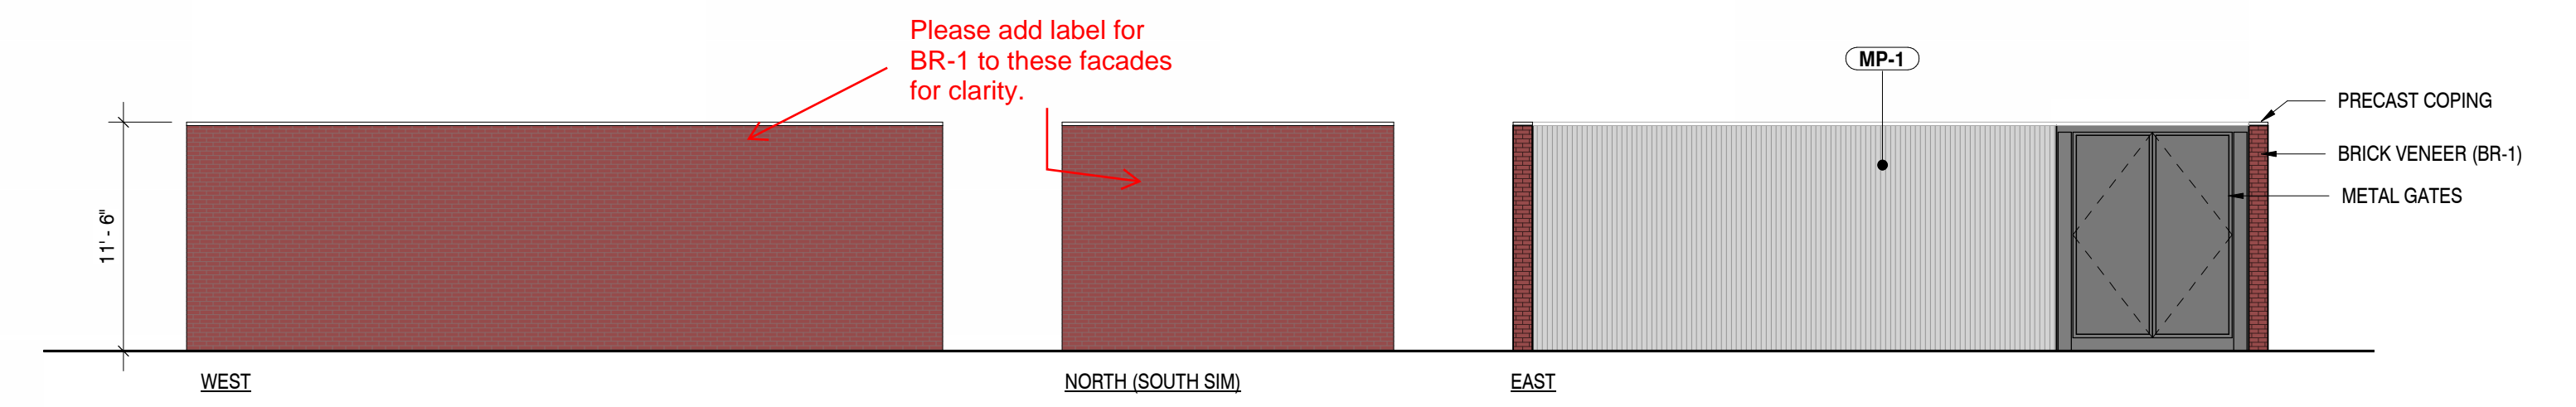 Please add label for
BR-1 to these facades
for clarity.
MP-1
PRECAST COPING
BRICK VENEER (BR-1)
METAL GATES
11' - 6"
WEST
NORTH (SOUTH SIM)
EAST